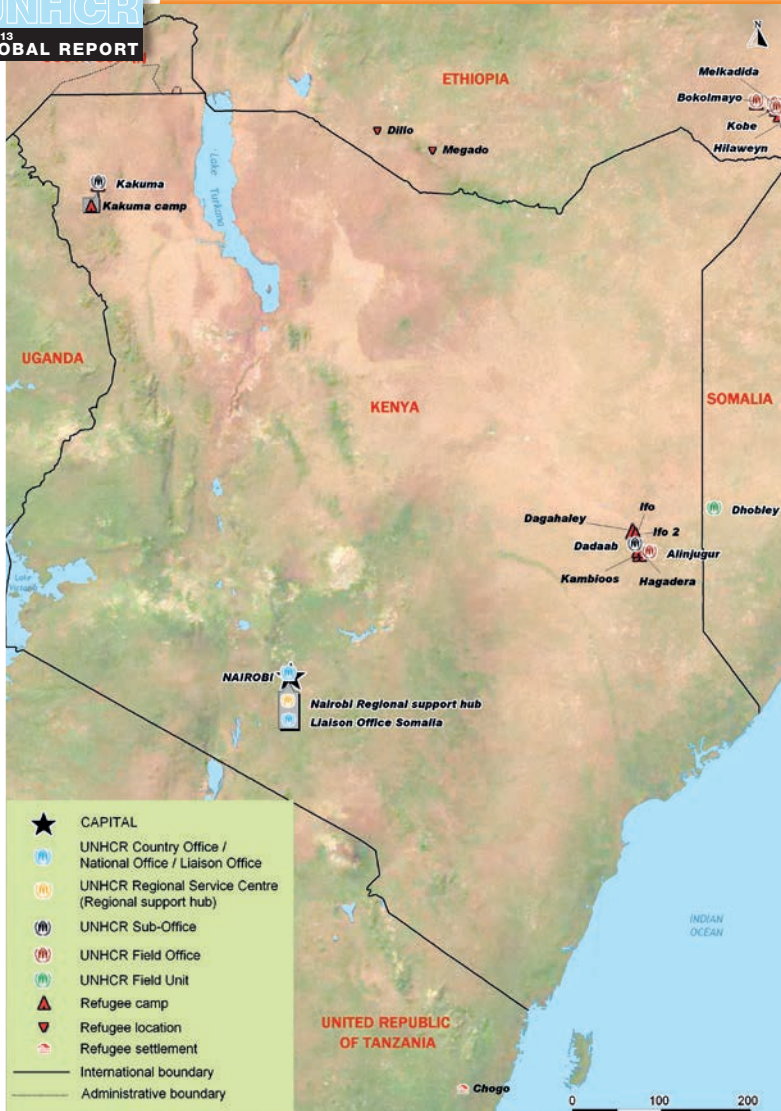 UNHCR
13
OBAL REPORT
N
ETHIOPIA
Melkadida
Bokolmayo
Kobe
Hilaweyn
Dillo
Megado
Lake Turkana
Kakuma
Kakuma camp
UGANDA
KENYA
SOMALIA
Ifo
Dagahaley
Ifo 2
Dhobley
Dadaab
Alinjugur
Kambioos
Hagadera
Lake
Victoria
NAIROBI
Nairobi Regional support hub
Liaison Office Somalia
CAPITAL
UNHCR Country Office /
National Office / Liaison Office
UNHCR Regional Service Centre
(Regional support hub)
UNHCR Sub-Office
UNHCR Field Office
UNHCR Field Unit
Refugee camp
Refugee location
Refugee settlement
International boundary
Administrative boundary
INDIAN
OCEAN
UNITED REPUBLIC
OF TANZANIA
Chogo
0 100 200